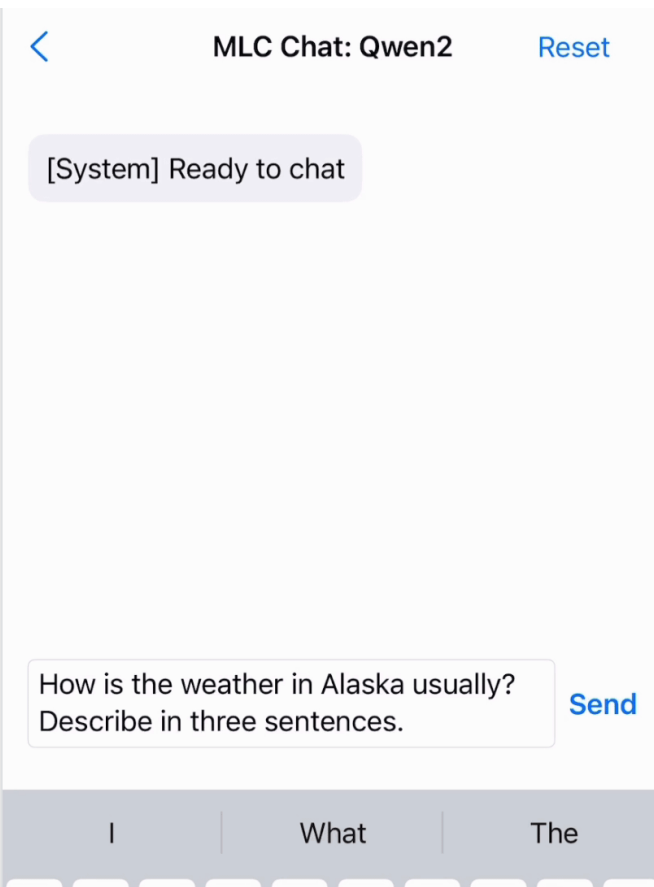 MLC Chat: Qwen2
Reset
[System] Ready to chat
How is the weather in Alaska usually?
Describe in three sentences.
Send
I
What
The